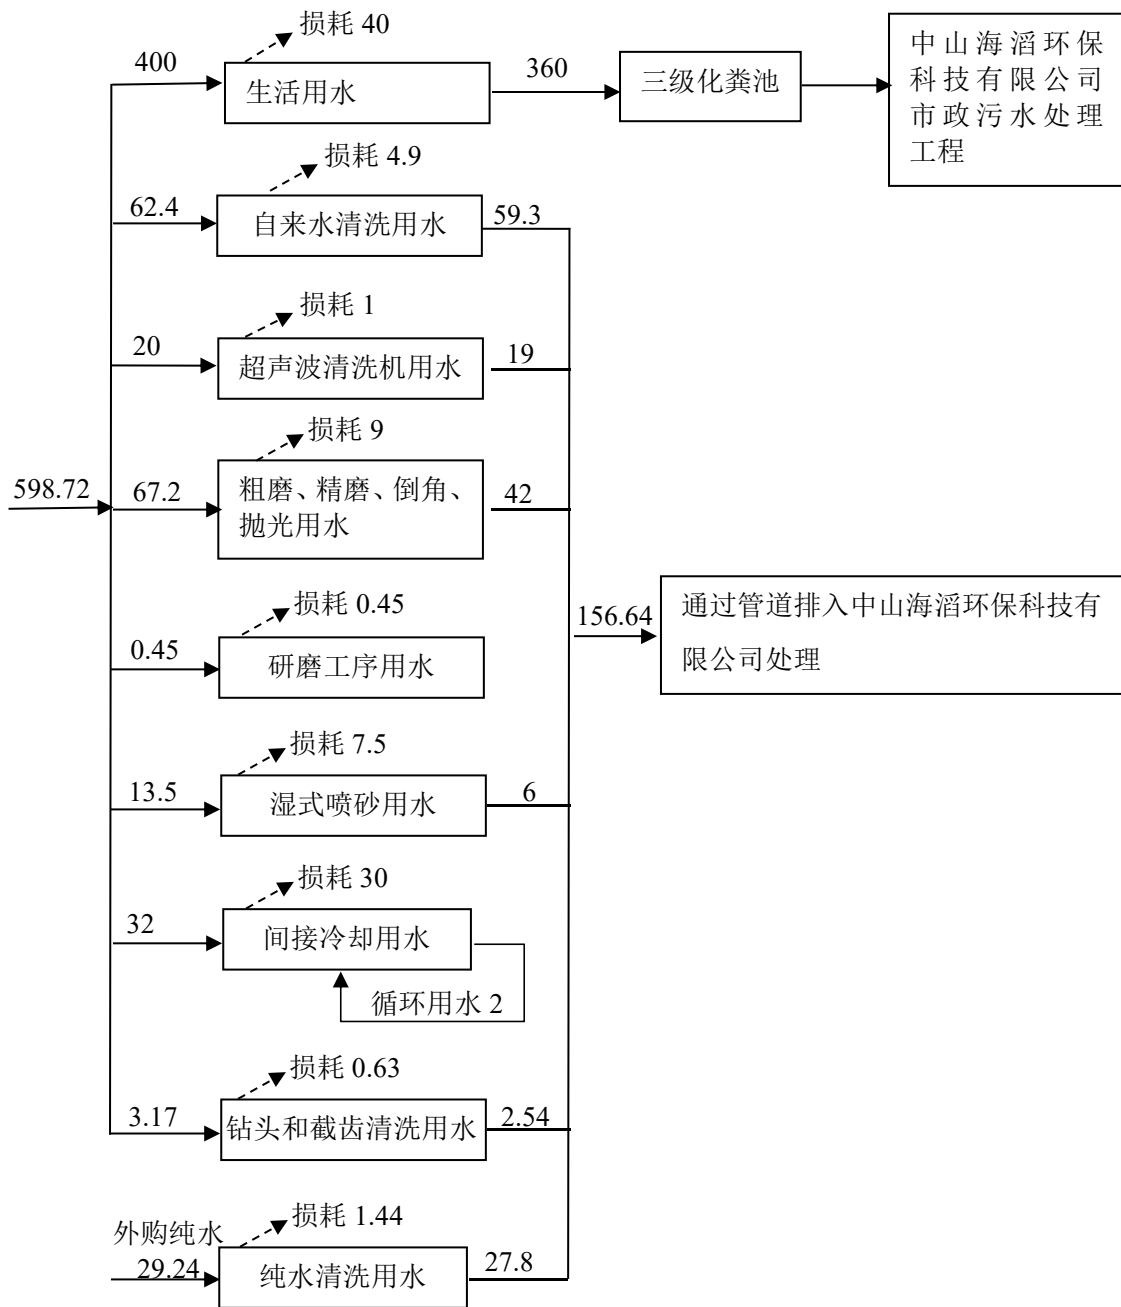 损耗 40
400
生活用水
360
三级化粪池
中山海滔环保
科技有限公司
市政污水处理
工程
损耗 4.9
62.4
自来水清洗用水
59.3
损耗 1
20
超声波清洗机用水
19
损耗 9
598.72
67.2
粗磨、精磨、倒角、
抛光用水
42
损耗 0.45
0.45
研磨工序用水
156.64
通过管道排入中山海滔环保科技有
限公司处理
损耗 7.5
13.5
湿式喷砂用水
6
损耗 30
32
间接冷却用水
循环用水 2
损耗 0.63
3.17
钻头和截齿清洗用水
2.54
损耗 1.44
外购纯水
29.24
纯水清洗用水
27.8